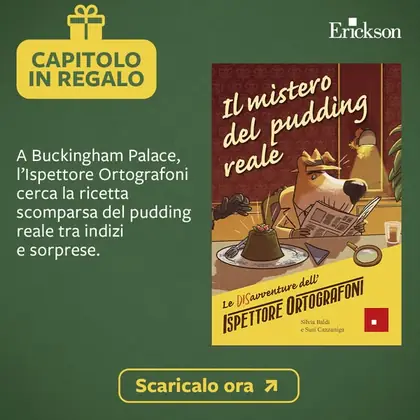 CAPITOLO
IN REGALO
Erickson
A Buckingham Palace,
l'Ispettore Ortografoni
cerca la ricetta
scomparsa del pudding
reale tra indizi
e sorprese.
Il mistero
del pudding
reale
Le DISavventure dell'
ISPETTORE ORTOGRAFONI
Silvia Baldi
e Susi Cazzaniga
Scaricalo ora ↗